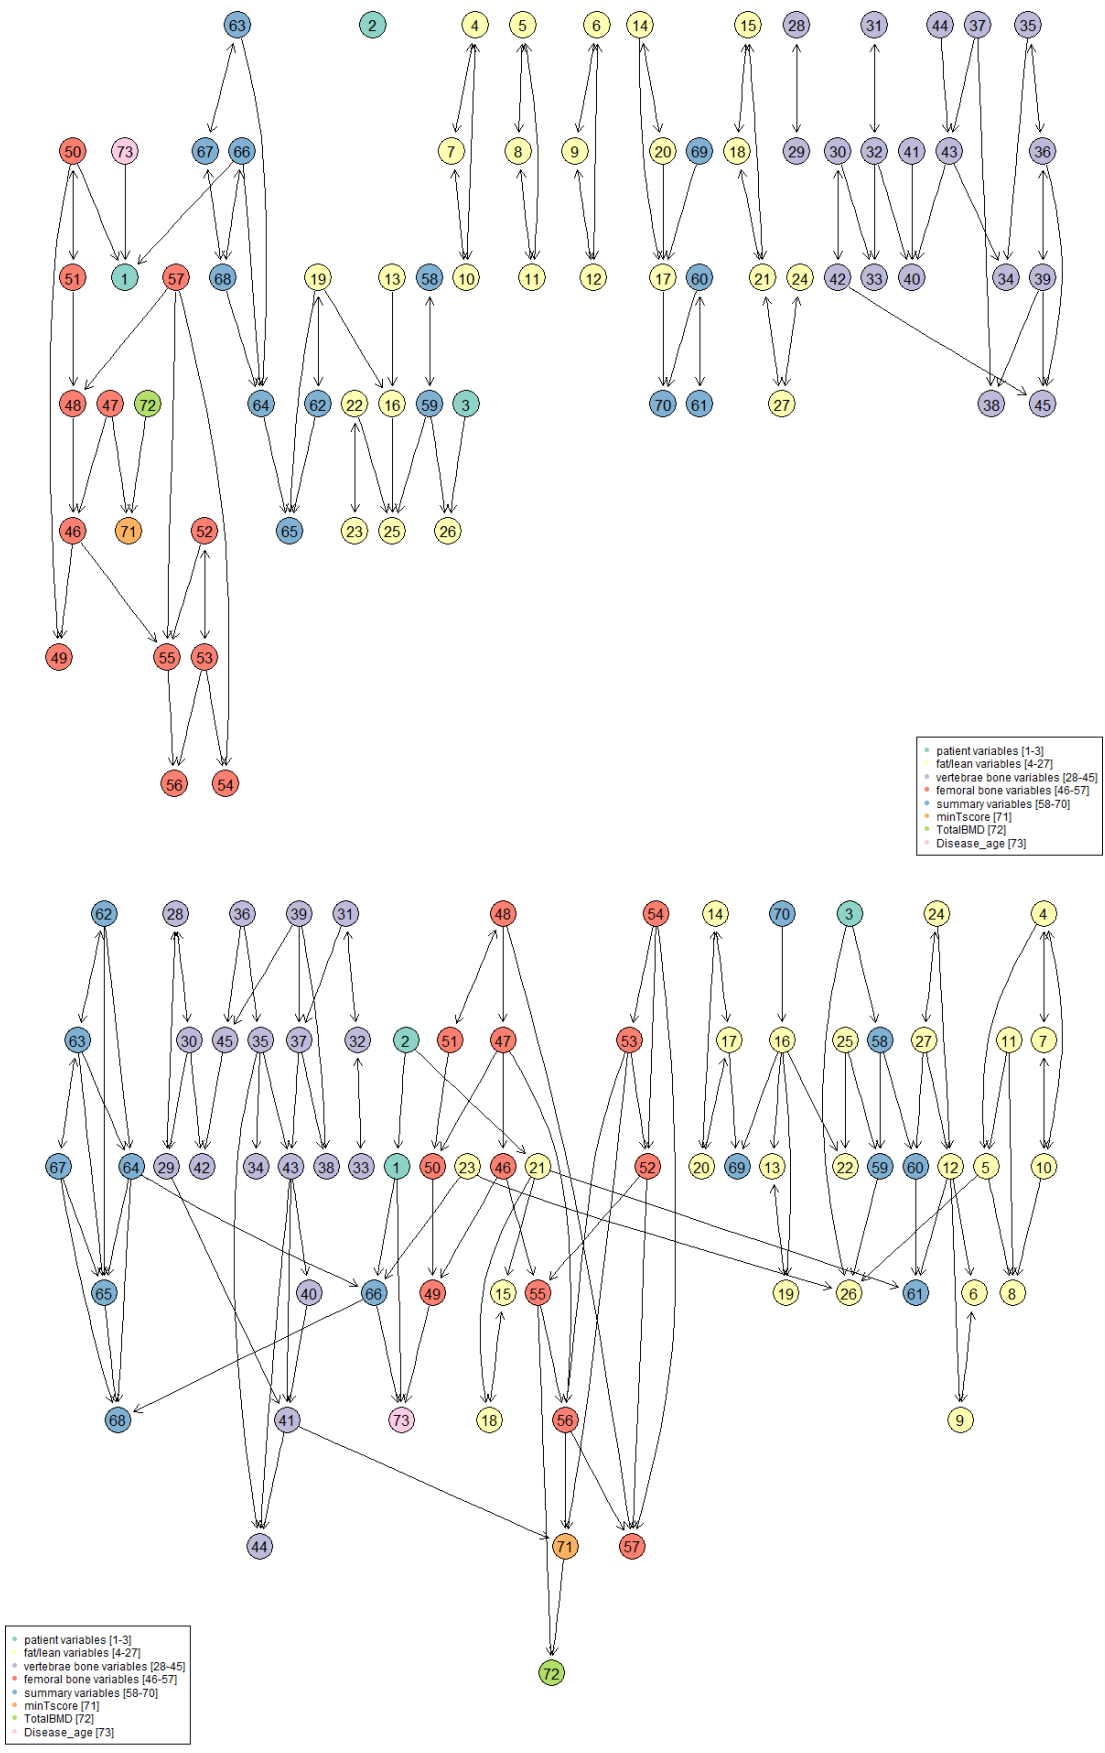 63 2 4 5 6 14 15 28 31 44 37 35
50 73 67 66 7 8 9 20 69 18 29 30 32 41 43 36
51 1 57 68 19 13 58 10 11 12 17 60 21 24 42 33 40 34 39
48 47 72 64 62 22 16 59 3 70 61 27 38 45
46 71 52 65 23 25 26
49 55 53
56 54
patient variables [1-3]
fat/lean variables [4-27]
vertebrae bone variables [28-45]
femoral bone variables [46-57]
summary variables [58-70]
minTscore [71]
TotalBMD [72]
Disease_age [73]
62 28 36 39 31 48 54 14 70 3 24 4
63 30 45 35 37 32 2 51 47 53 17 16 25 58 27 11 7
67 64 29 42 34 43 38 33 1 50 23 46 21 52 20 69 13 22 59 60 12 5 10
65 40 66 49 15 55 19 26 61 6 8
68 41 73 18 56 9
44 71 57
72
patient variables [1-3]
fat/lean variables [4-27]
vertebrae bone variables [28-45]
femoral bone variables [46-57]
summary variables [58-70]
minTscore [71]
TotalBMD [72]
Disease_age [73]